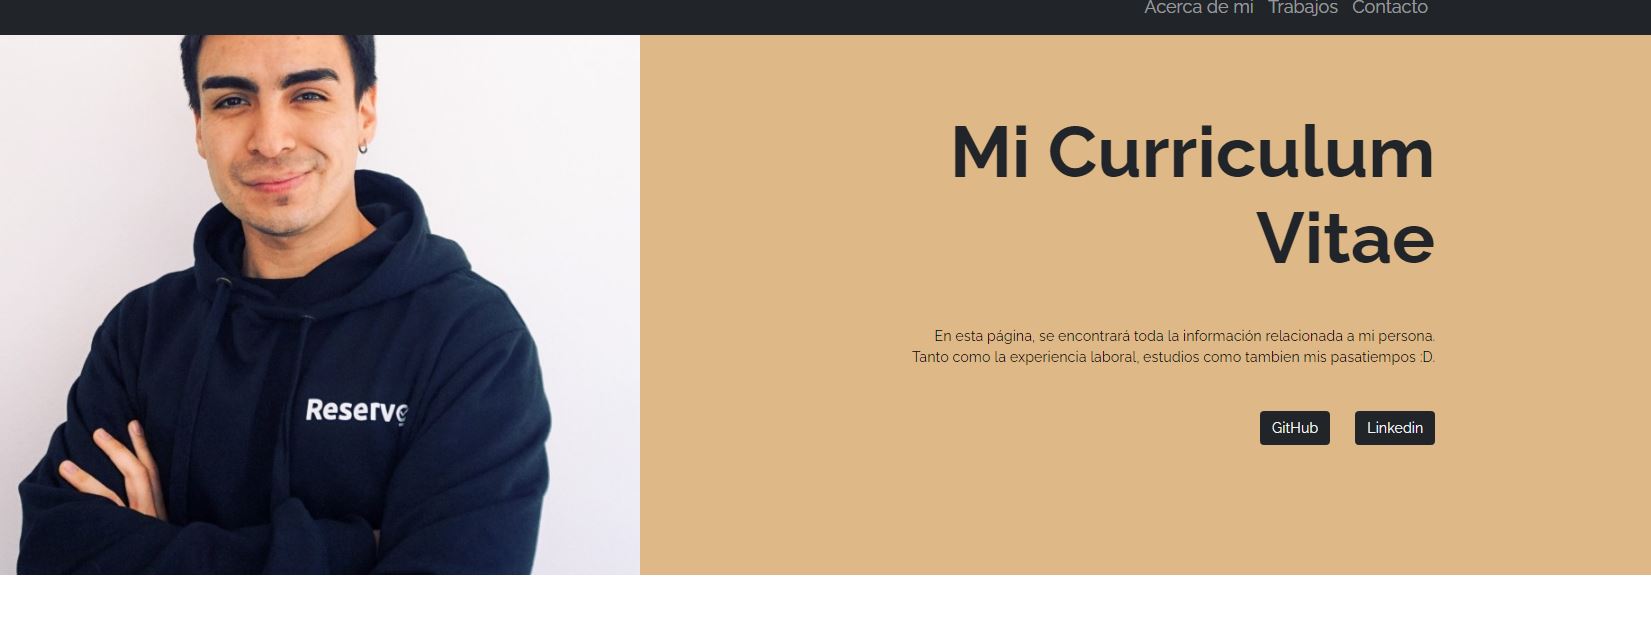 Acerca de mi Trabajos Contacto
Mi Curriculum
Vitae
En esta página, se encontrará toda la información relacionada a mi persona.
Tanto como la experiencia laboral, estudios como tambien mis pasatiempos :D.
GitHub Linkedin
Reservo